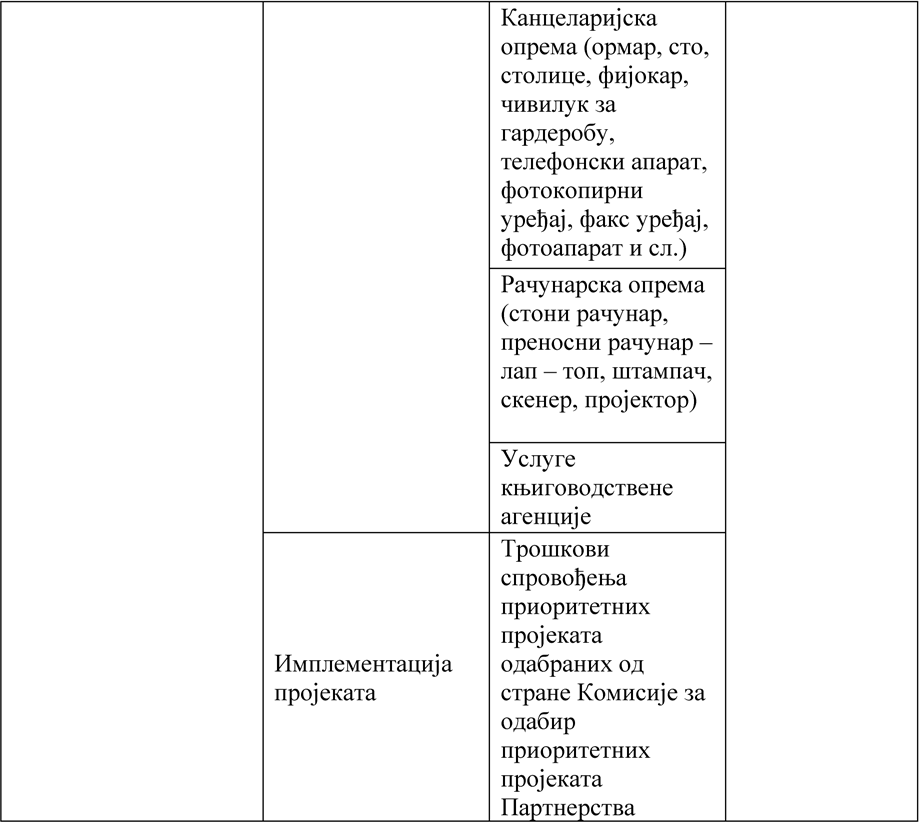 Канцеларијска
опрема (ормар, сто,
столице, фијокар,
чивилук за
гардеробу,
телефонски апарат,
фотокопирни
уређај, факс уређај,
фотоапарат и сл.)
Рачунарска опрема
(стони рачунар,
преносни рачунар –
лап – топ, штампач,
скенер, пројектор)
Услуге
књиговодствене
агенције
Имплементација
пројеката
Трошкови
спровођења
приоритетних
пројеката
одабраних од
стране Комисије за
одабир
приоритетних
пројеката
Партнерства